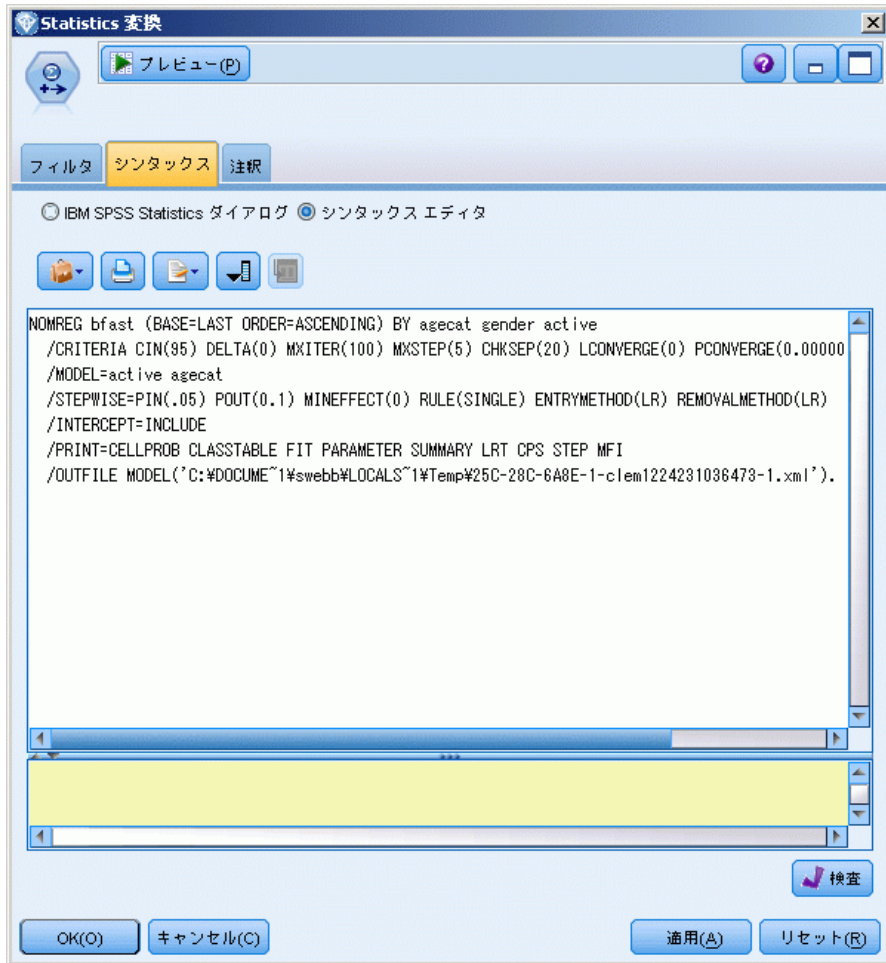 Statistics 変換
プレビュー(P)
フィルタ シンタックス 注釈
IBM SPSS Statistics ダイアログ シンタックス エディタ
NOMREG bfast (BASE=LAST ORDER=ASCENDING) BY agecat gender active
/CRITERIA CIN(95) DELTA(0) MXITER(100) MXSTEP(5) CHKSEP(20) LCONVERGE(0) PCONVERGE(0.00000
/MODEL=active agecat
/STEPWISE=PIN(.05) POUT(0.1) MINEFFECT(0) RULE(SINGLE) ENTRYMETHOD(LR) REMOVALMETHOD(LR)
/INTERCEPT=INCLUDE
/PRINT=CELLPROB CLASSTABLE FIT PARAMETER SUMMARY LRT CPS STEP MFI
/OUTFILE MODEL('C:¥DOCUME~1¥swebb¥LOCALS~1¥Temp¥25C-28C-6A8E-1-clem1224231036473-1.xml').
検査
OK(O) キャンセル(C) 適用(A) リセット(R)